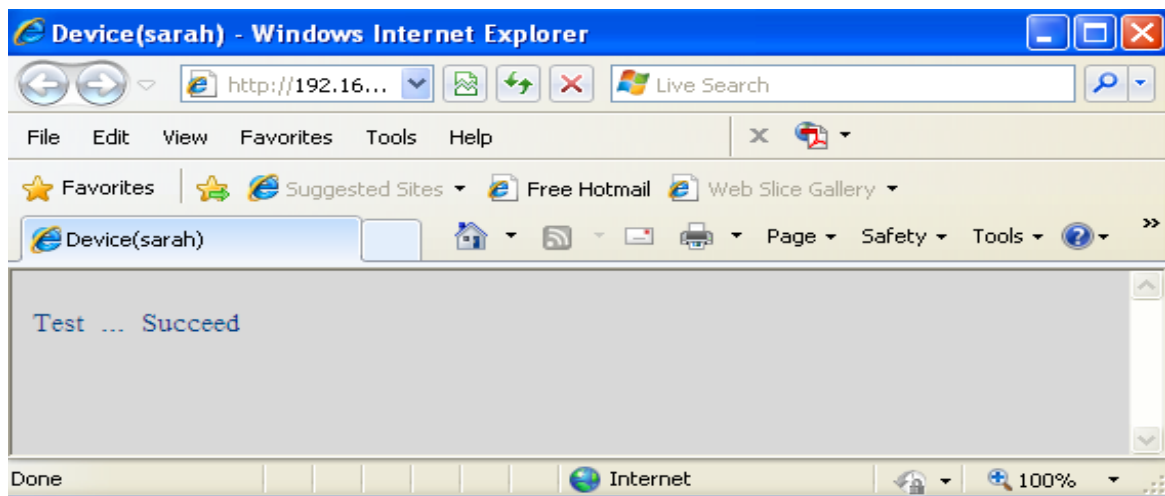 Device(sarah) - Windows Internet Explorer
http://192.16... Live Search
File Edit View Favorites Tools Help
Favorites Suggested Sites Free Hotmail Web Slice Gallery
Device(sarah) Page Safety Tools
Test ... Succeed
Done Internet 100%